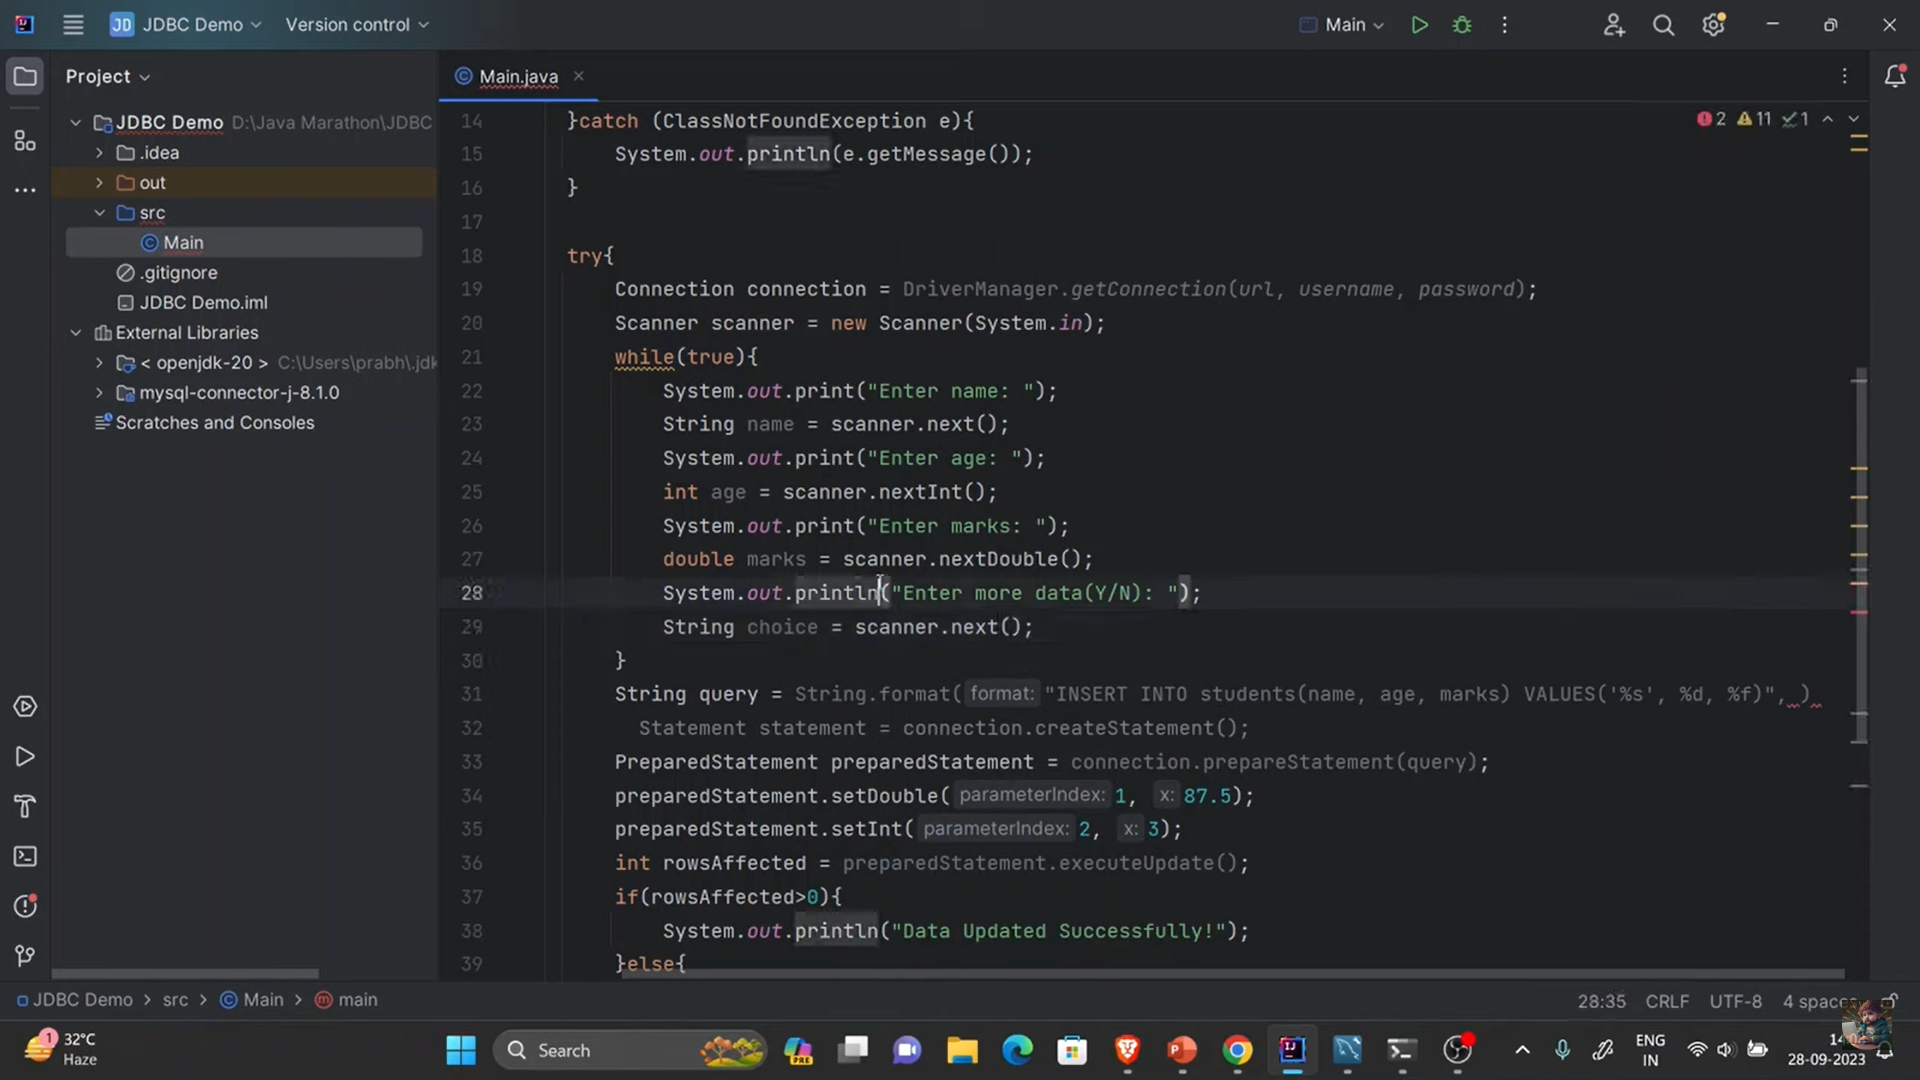 JD JDBC Demo Version control Main
Project
Main.java
JDBC Demo D:\Java Marathon\JDBC
.idea
out
src
Main
.gitignore
JDBC Demo.iml
External Libraries
< openjdk-20 > C:\Users\prabh\.jdk
mysql-connector-j-8.1.0
Scratches and Consoles
2 11 1
14 }catch (ClassNotFoundException e){
15 System.out.println(e.getMessage());
16 }
17
18 try{
19 Connection connection = DriverManager.getConnection(url, username, password);
20 Scanner scanner = new Scanner(System.in);
21 while(true){
22 System.out.print("Enter name: ");
23 String name = scanner.next();
24 System.out.print("Enter age: ");
25 int age = scanner.nextInt();
26 System.out.print("Enter marks: ");
27 double marks = scanner.nextDouble();
28 System.out.println("Enter more data(Y/N): ");
29 String choice = scanner.next();
30 }
31 String query = String.format( format: "INSERT INTO students(name, age, marks) VALUES('%s', %d, %f)", )
32 Statement statement = connection.createStatement();
33 PreparedStatement preparedStatement = connection.prepareStatement(query);
34 preparedStatement.setDouble( parameterIndex: 1, x: 87.5);
35 preparedStatement.setInt( parameterIndex: 2, x: 3);
36 int rowsAffected = preparedStatement.executeUpdate();
37 if(rowsAffected>0){
38 System.out.println("Data Updated Successfully!");
39 }else{
JDBC Demo > src > Main > main 28:35 CRLF UTF-8 4 spaces
1 32°C
Haze
Search
PRE
ENG
IN
28-09-2023